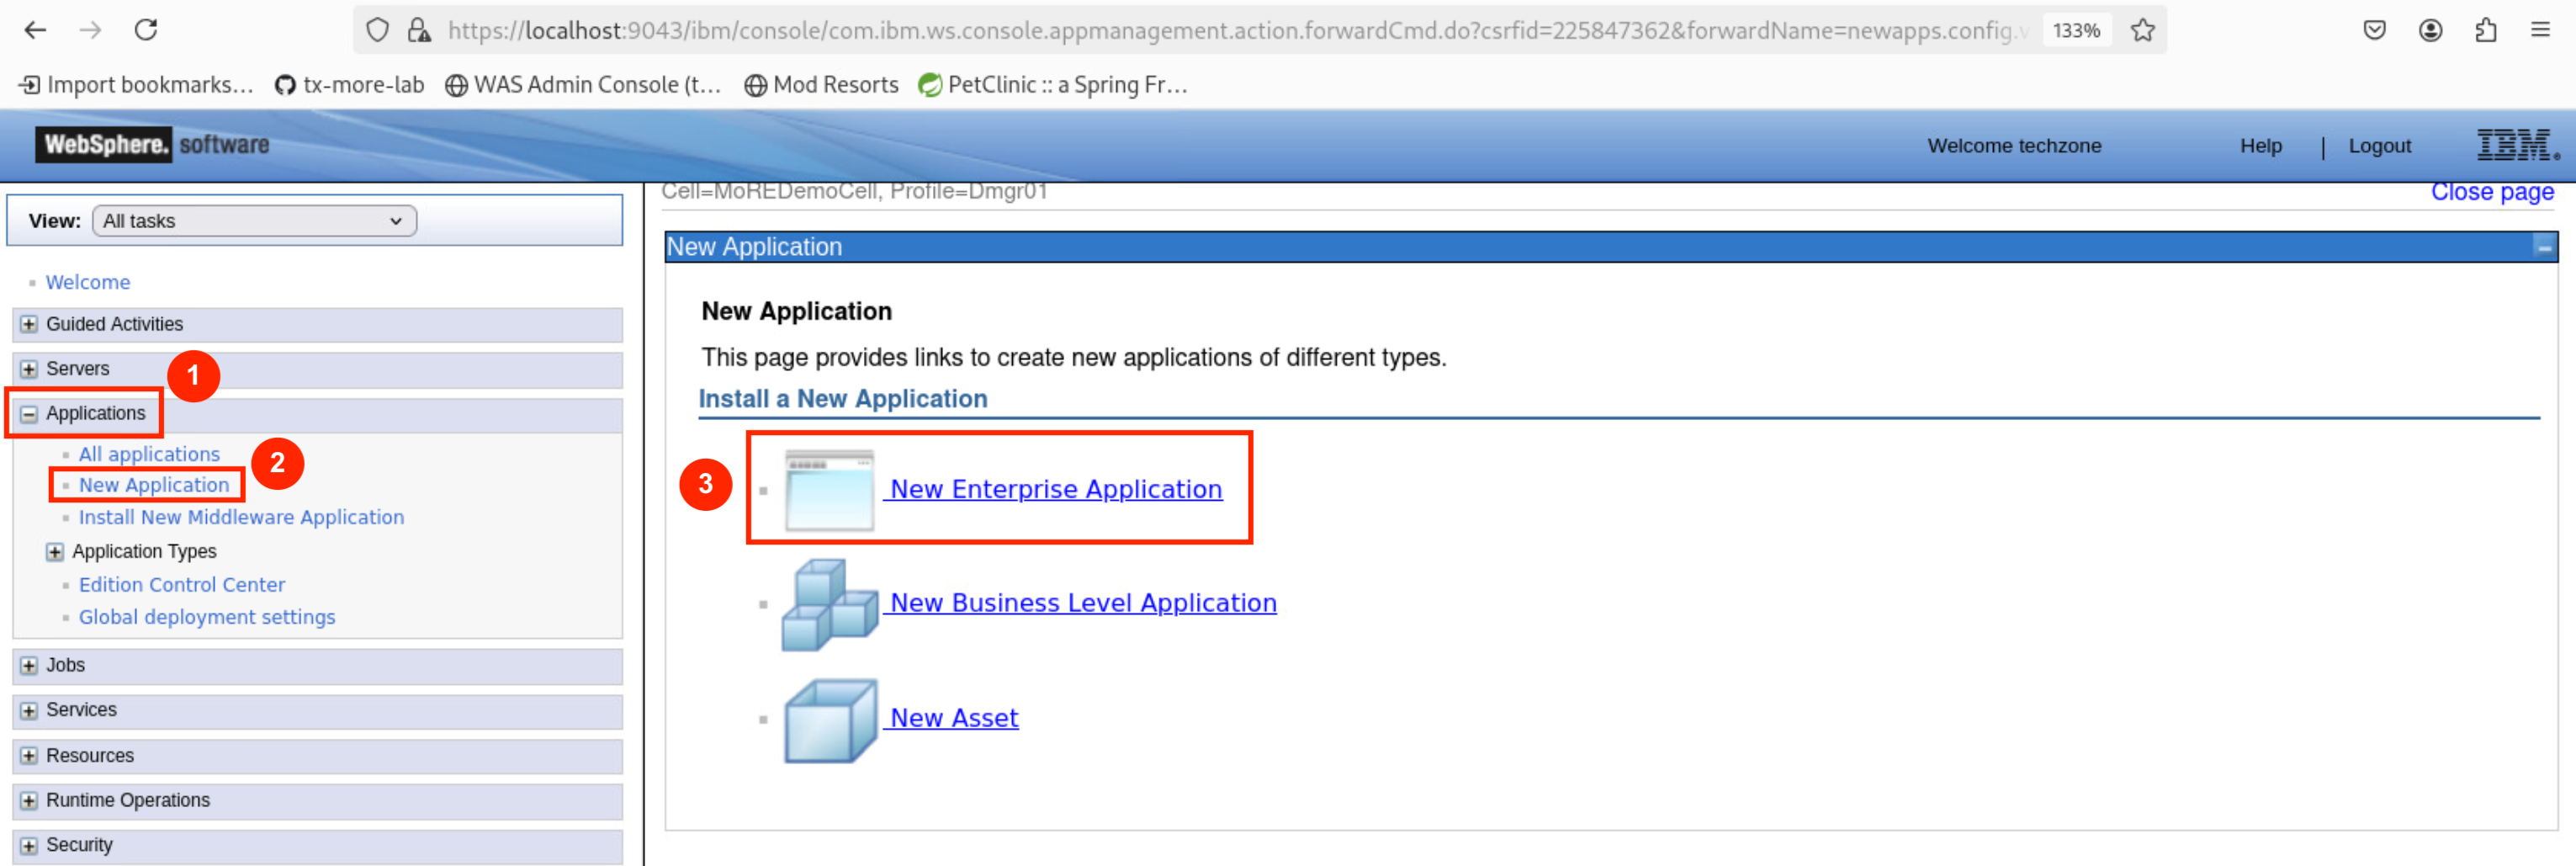 https://localhost:9043/ibm/console/com.ibm.ws.console.appmanagement.action.forwardCmd.do?csrfid=225847362&forwardName=newapps.config.v 133%
Import bookmarks... tx-more-lab WAS Admin Console (t... Mod Resorts PetClinic :: a Spring Fr...
WebSphere. software Welcome techzone Help | Logout IBM.
Cell=MoREDemoCell, Profile=Dmgr01 Close page
View: All tasks
New Application
Welcome
Guided Activities
Servers
1
Applications
All applications
2
New Application
Install New Middleware Application
Application Types
Edition Control Center
Global deployment settings
Jobs
Services
Resources
Runtime Operations
Security
New Application
This page provides links to create new applications of different types.
Install a New Application
3
New Enterprise Application
New Business Level Application
New Asset